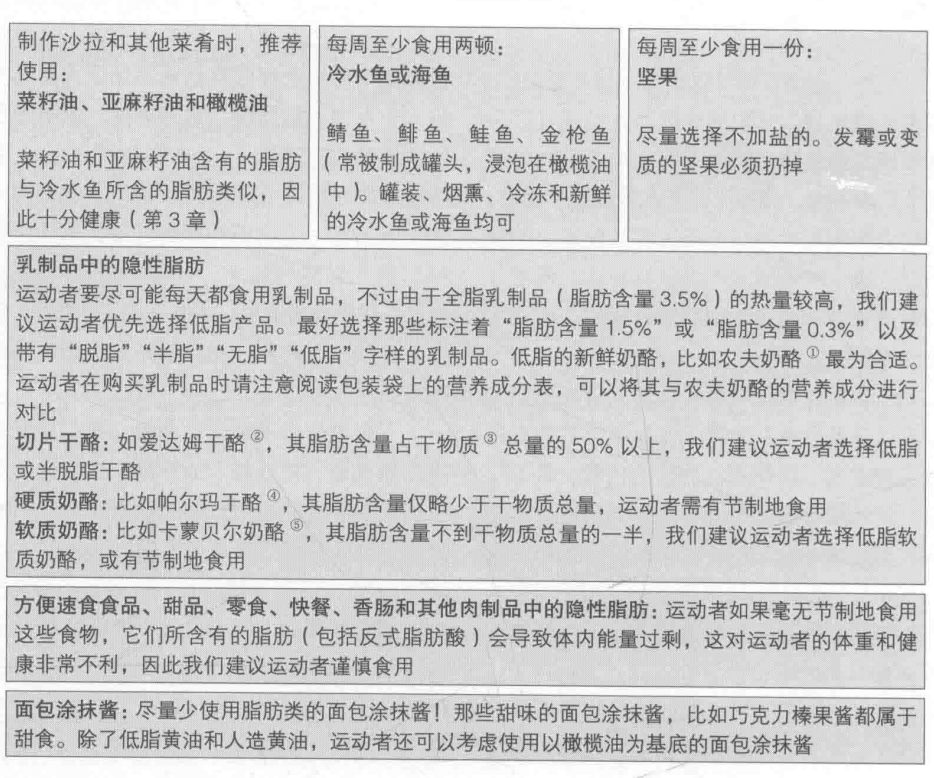 制作沙拉和其他菜肴时，推荐
使用：
菜籽油、亚麻籽油和橄榄油
菜籽油和亚麻籽油含有的脂肪
与冷水鱼所含的脂肪类似，因
此十分健康（第 3 章）
每周至少食用两顿：
冷水鱼或海鱼
鲭鱼、鲱鱼、鲑鱼、金枪鱼
（常被制成罐头，浸泡在橄榄油
中）。罐装、烟熏、冷冻和新鲜
的冷水鱼或海鱼均可
每周至少食用一份：
坚果
尽量选择不加盐的。发霉或变
质的坚果必须扔掉
乳制品中的隐性脂肪
运动者要尽可能每天都食用乳制品，不过由于全脂乳制品（脂肪含量 3.5%）的热量较高，我们建
议运动者优先选择低脂产品。最好选择那些标注着“脂肪含量 1.5%”或“脂肪含量 0.3%”以及
带有“脱脂”“半脂”“无脂”“低脂”字样的乳制品。低脂的新鲜奶酪，比如农夫奶酪①最为合适。
运动者在购买乳制品时请注意阅读包装袋上的营养成分表，可以将其与农夫奶酪的营养成分进行
对比
切片干酪：如爱达姆干酪②，其脂肪含量占干物质③总量的 50% 以上，我们建议运动者选择低脂
或半脱脂干酪
硬质奶酪：比如帕尔玛干酪④，其脂肪含量仅略少于干物质总量，运动者需有节制地食用
软质奶酪：比如卡蒙贝尔奶酪⑤，其脂肪含量不到干物质总量的一半，我们建议运动者选择低脂软
质奶酪，或有节制地食用
方便速食食品、甜品、零食、快餐、香肠和其他肉制品中的隐性脂肪：运动者如果毫无节制地食用
这些食物，它们所含有的脂肪（包括反式脂肪酸）会导致体内能量过剩，这对运动者的体重和健
康非常不利，因此我们建议运动者谨慎食用
面包涂抹酱：尽量少使用脂肪类的面包涂抹酱！那些甜味的面包涂抹酱，比如巧克力榛果酱都属于
甜食。除了低脂黄油和人造黄油，运动者还可以考虑使用以橄榄油为基底的面包涂抹酱